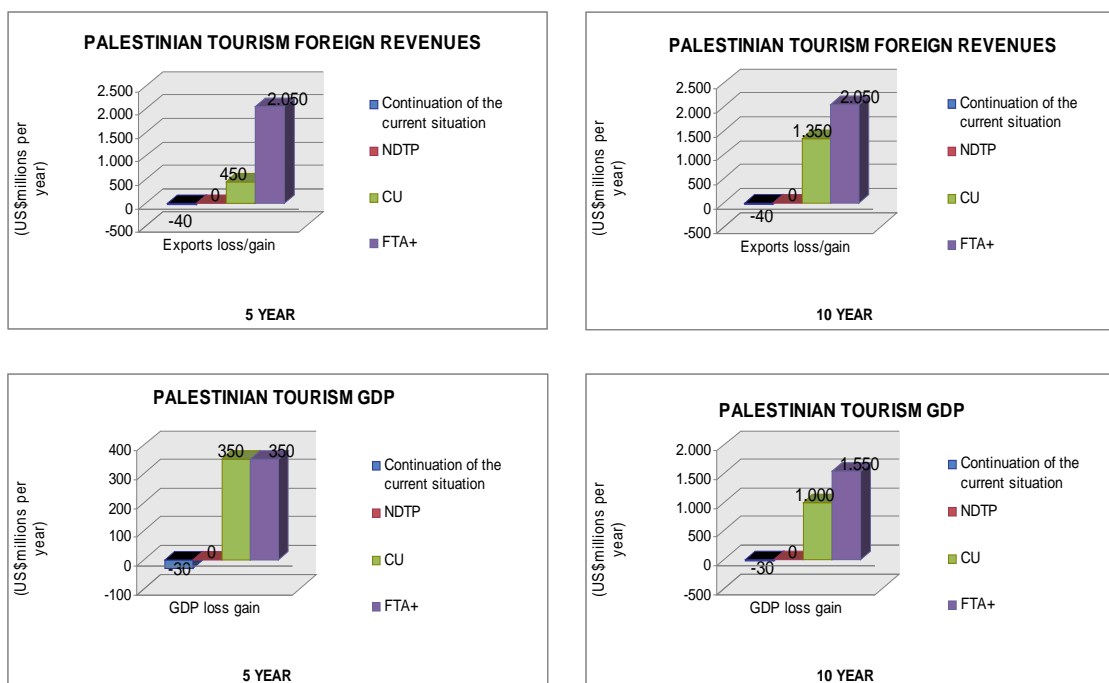 PALESTINIAN TOURISM FOREIGN REVENUES
2.500
2.000
1.500
1.000
500
0
-500
(US$millions per
year)
-40
0
450
2.050
Exports loss/gain
Continuation of the
current situation
NDTP
CU
FTA+
5 YEAR
PALESTINIAN TOURISM FOREIGN REVENUES
2.500
2.000
1.500
1.000
500
0
-500
(US$millions per
year)
-40
0
1.350
2.050
Exports loss/gain
Continuation of the
current situation
NDTP
CU
FTA+
10 YEAR
PALESTINIAN TOURISM GDP
400
300
200
100
0
-100
(US$millions per
year)
-30
0
350
350
GDP loss gain
Continuation of the
current situation
NDTP
CU
FTA+
5 YEAR
PALESTINIAN TOURISM GDP
2.000
1.500
1.000
500
0
-500
(US$millions per
year)
-30
0
1.000
1.550
GDP loss gain
Continuation of the
current situation
NDTP
CU
FTA+
10 YEAR